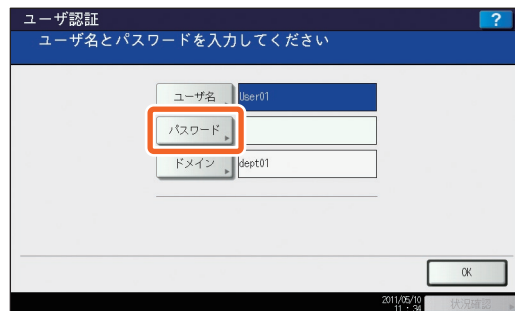 ユーザ認証
?
ユーザ名とパスワードを入力してください
ユーザ名 User01
パスワード
ドメイン dept01
OK
2011/05/10
11 : 34
状況確認